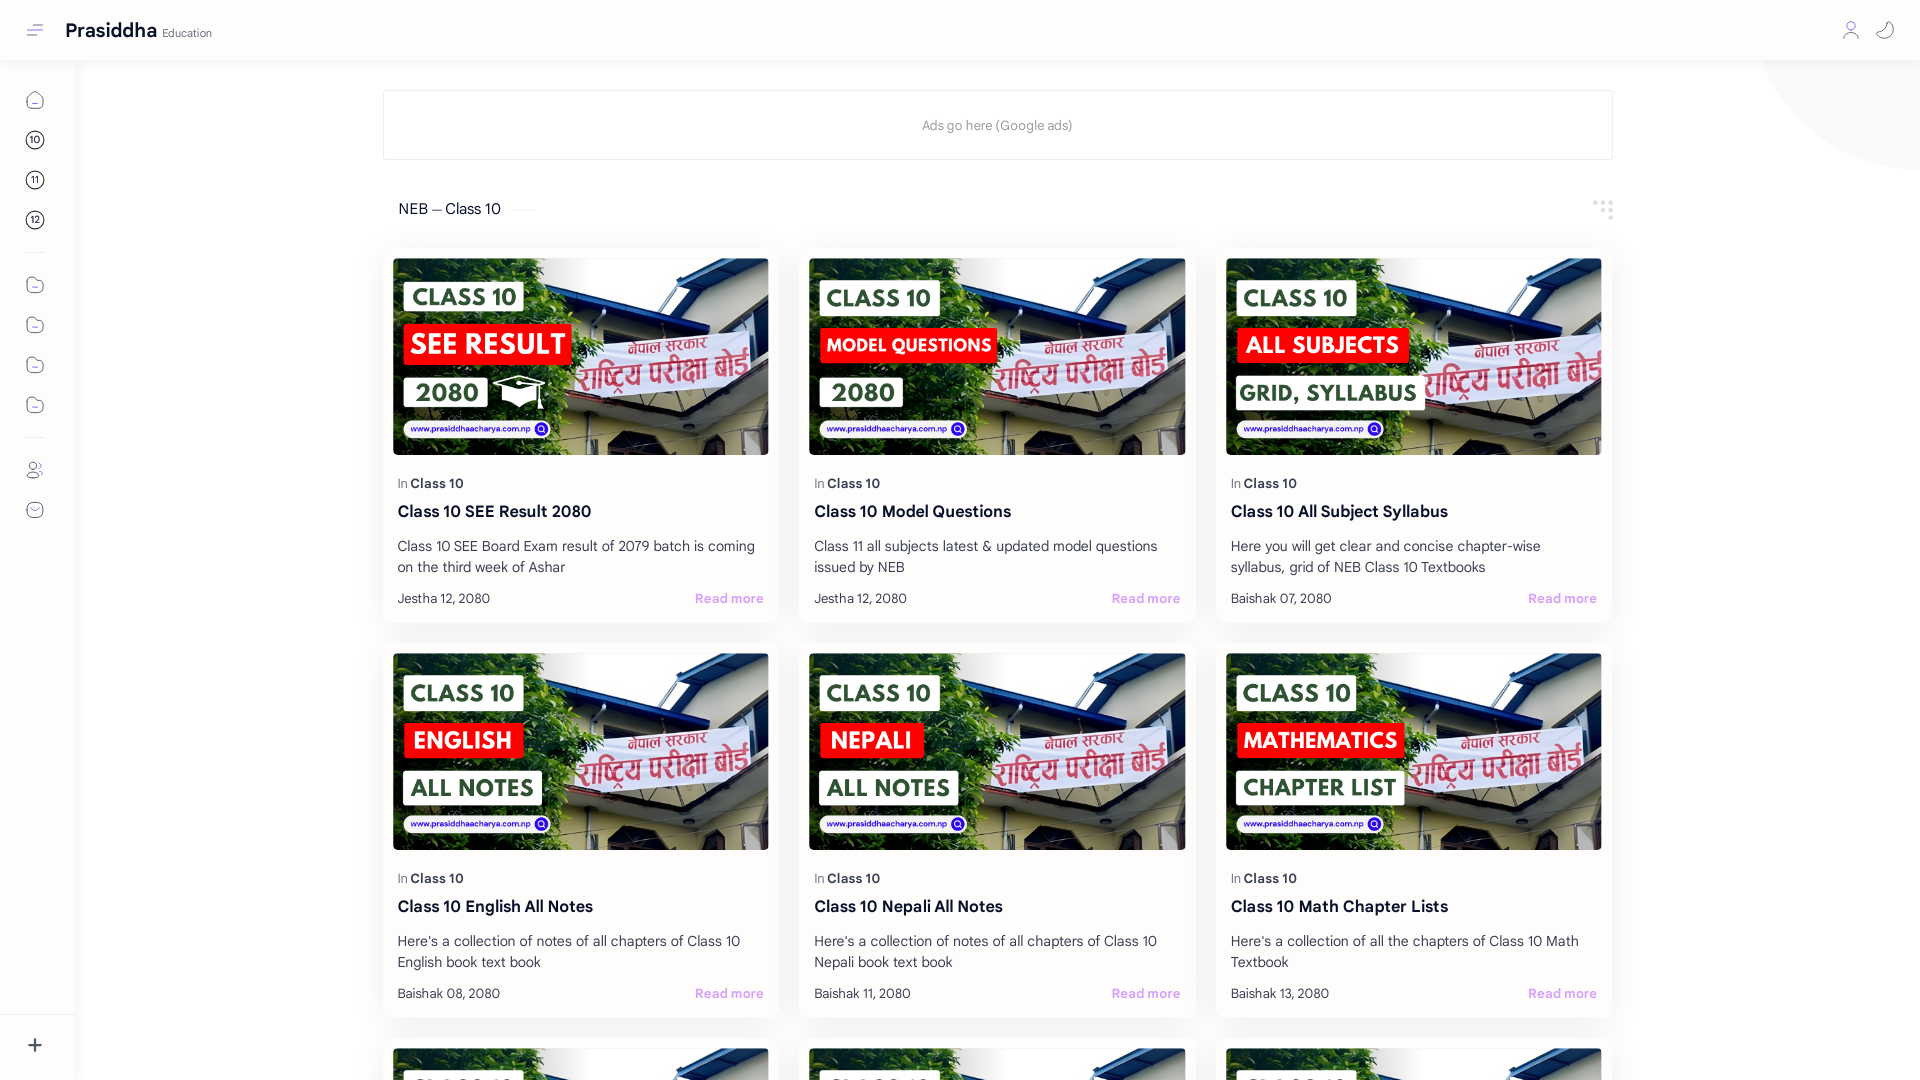 Prasiddha Education
10
11
12
Ads go here (Google ads)
NEB — Class 10
CLASS 10
SEE RESULT
2080
नेपाल सरकार
राष्ट्रिय परीक्षा बोर्ड
www.prasiddhaacharya.com.np
In Class 10
Class 10 SEE Result 2080
Class 10 SEE Board Exam result of 2079 batch is coming
on the third week of Ashar
Jestha 12, 2080
Read more
CLASS 10
MODEL QUESTIONS
2080
नेपाल सरकार
राष्ट्रिय परीक्षा बोर्ड
www.prasiddhaacharya.com.np
In Class 10
Class 10 Model Questions
Class 11 all subjects latest & updated model questions
issued by NEB
Jestha 12, 2080
Read more
CLASS 10
ALL SUBJECTS
GRID, SYLLABUS
नेपाल सरकार
राष्ट्रिय परीक्षा बोर्ड
www.prasiddhaacharya.com.np
In Class 10
Class 10 All Subject Syllabus
Here you will get clear and concise chapter-wise
syllabus, grid of NEB Class 10 Textbooks
Baishak 07, 2080
Read more
CLASS 10
ENGLISH
ALL NOTES
नेपाल सरकार
राष्ट्रिय परीक्षा बोर्ड
www.prasiddhaacharya.com.np
In Class 10
Class 10 English All Notes
Here's a collection of notes of all chapters of Class 10
English book text book
Baishak 08, 2080
Read more
CLASS 10
NEPALI
ALL NOTES
नेपाल सरकार
राष्ट्रिय परीक्षा बोर्ड
www.prasiddhaacharya.com.np
In Class 10
Class 10 Nepali All Notes
Here's a collection of notes of all chapters of Class 10
Nepali book text book
Baishak 11, 2080
Read more
CLASS 10
MATHEMATICS
CHAPTER LIST
नेपाल सरकार
राष्ट्रिय परीक्षा बोर्ड
www.prasiddhaacharya.com.np
In Class 10
Class 10 Math Chapter Lists
Here's a collection of all the chapters of Class 10 Math
Textbook
Baishak 13, 2080
Read more